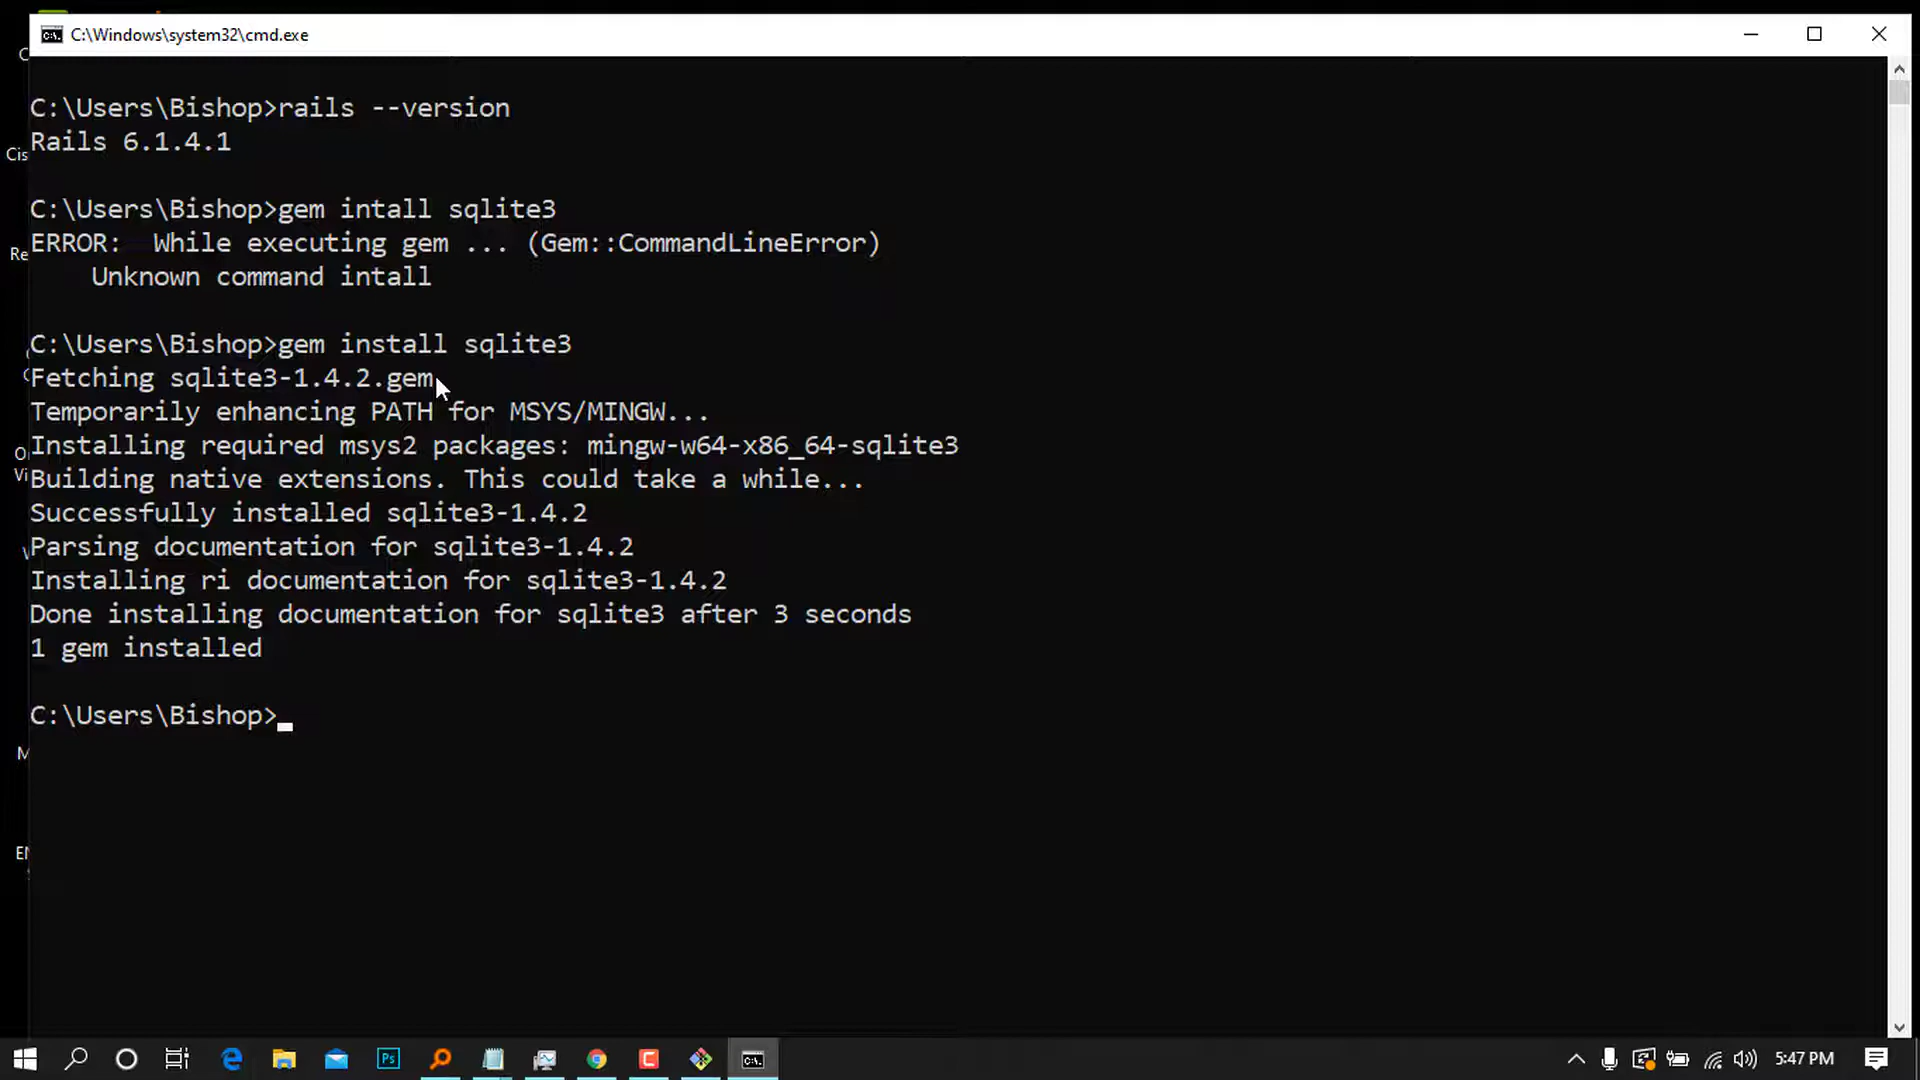 C:\Windows\system32\cmd.exe
C:\Users\Bishop>rails --version
Rails 6.1.4.1
C:\Users\Bishop>gem intall sqlite3
ERROR:  While executing gem ... (Gem::CommandLineError)
    Unknown command intall
C:\Users\Bishop>gem install sqlite3
Fetching sqlite3-1.4.2.gem
Temporarily enhancing PATH for MSYS/MINGW...
Installing required msys2 packages: mingw-w64-x86_64-sqlite3
Building native extensions. This could take a while...
Successfully installed sqlite3-1.4.2
Parsing documentation for sqlite3-1.4.2
Installing ri documentation for sqlite3-1.4.2
Done installing documentation for sqlite3 after 3 seconds
1 gem installed
C:\Users\Bishop>
Ps
5:47 PM